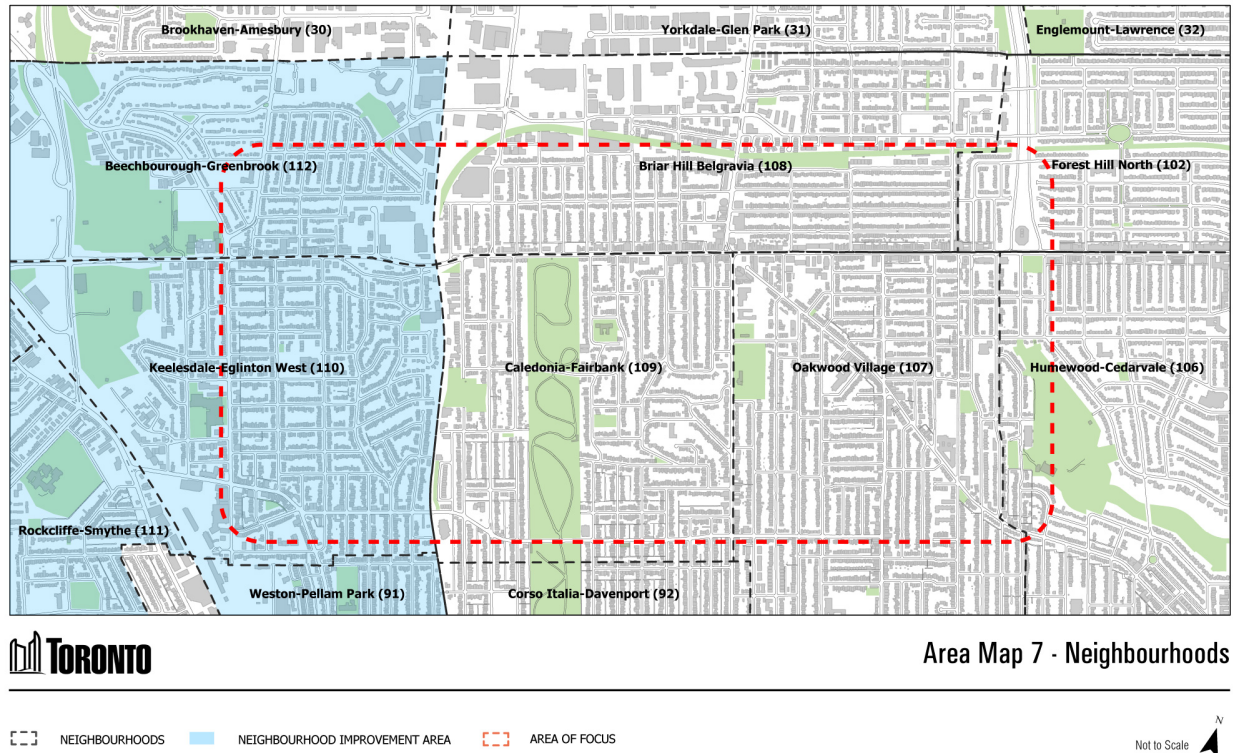 Brookhaven-Amesbury (30)
Yorkdale-Glen Park (31)
Englemount-Lawrence (32)
Beechbourough-Greenbrook (112)
Briar Hill Belgravia (108)
Forest Hill North (102)
Keelesdale-Eglinton West (110)
Caledonia-Fairbank (109)
Oakwood Village (107)
Humewood-Cedarvale (106)
Rockcliffe-Smythe (111)
Weston-Pellam Park (91)
Corso Italia-Davenport (92)
TORONTO
Area Map 7 - Neighbourhoods
NEIGHBOURHOODS
NEIGHBOURHOOD IMPROVEMENT AREA
AREA OF FOCUS
Not to Scale
N